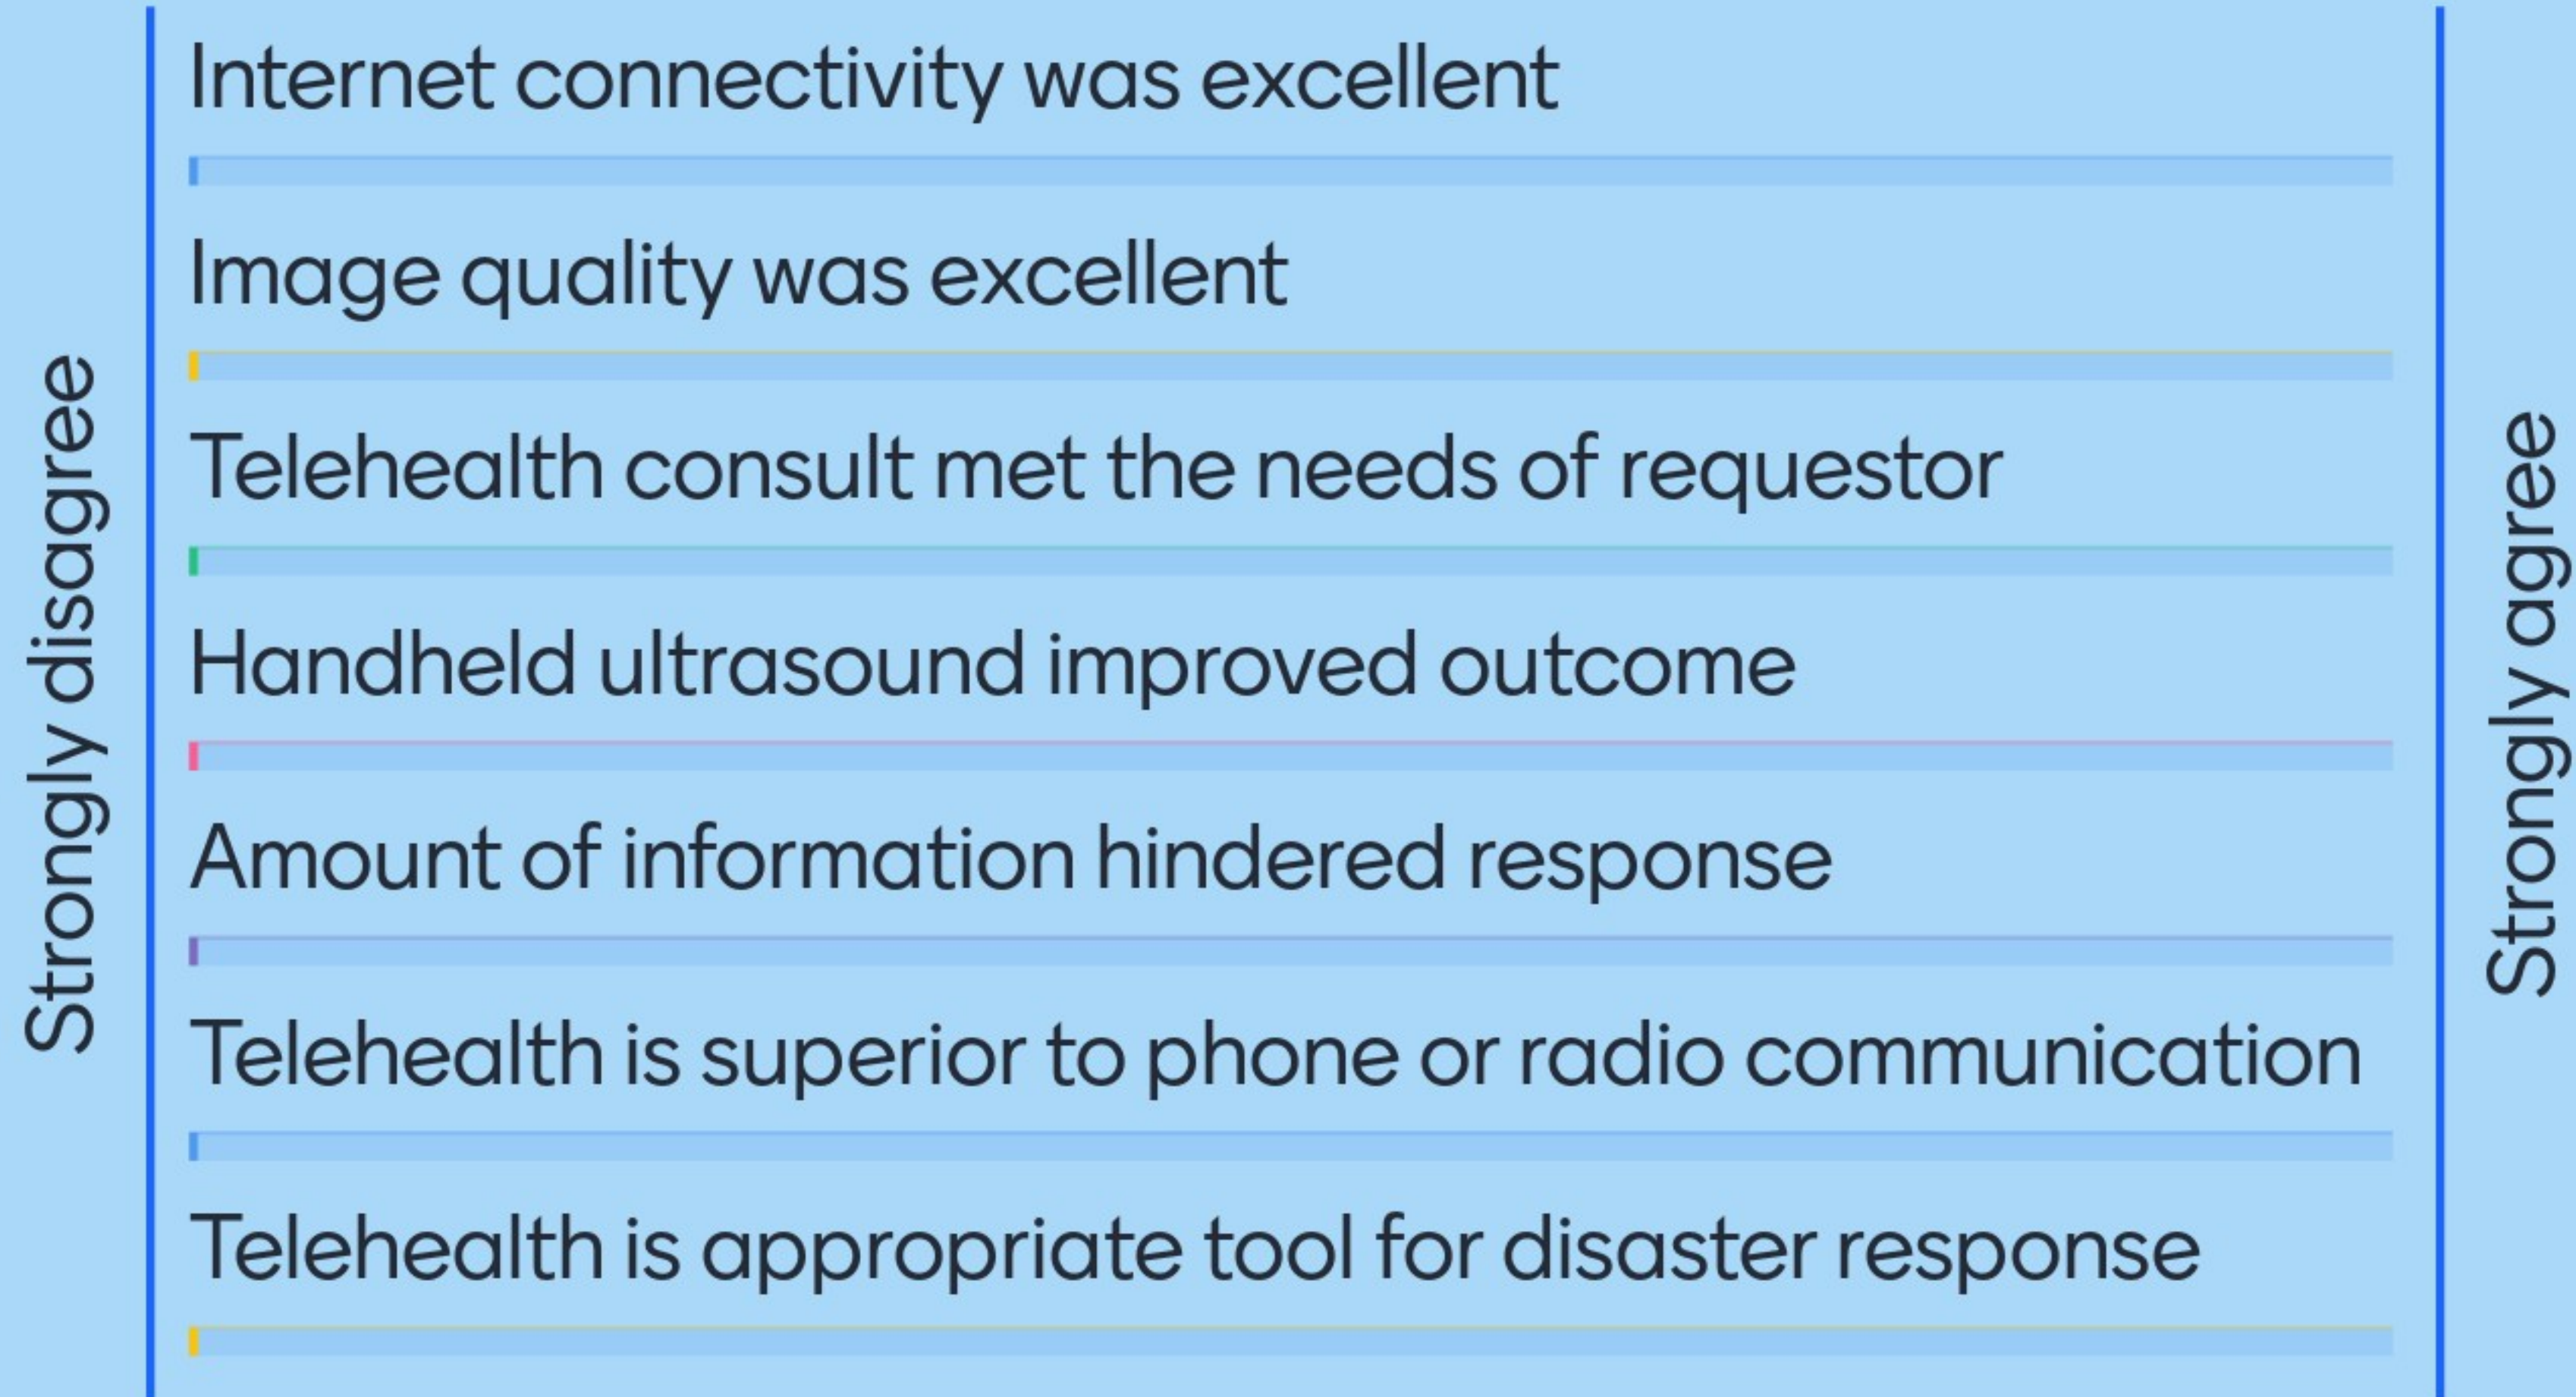 Strongly disagree
Internet connectivity was excellent
Image quality was excellent
Telehealth consult met the needs of requestor
Handheld ultrasound improved outcome
Amount of information hindered response
Telehealth is superior to phone or radio communication
Telehealth is appropriate tool for disaster response
Strongly agree